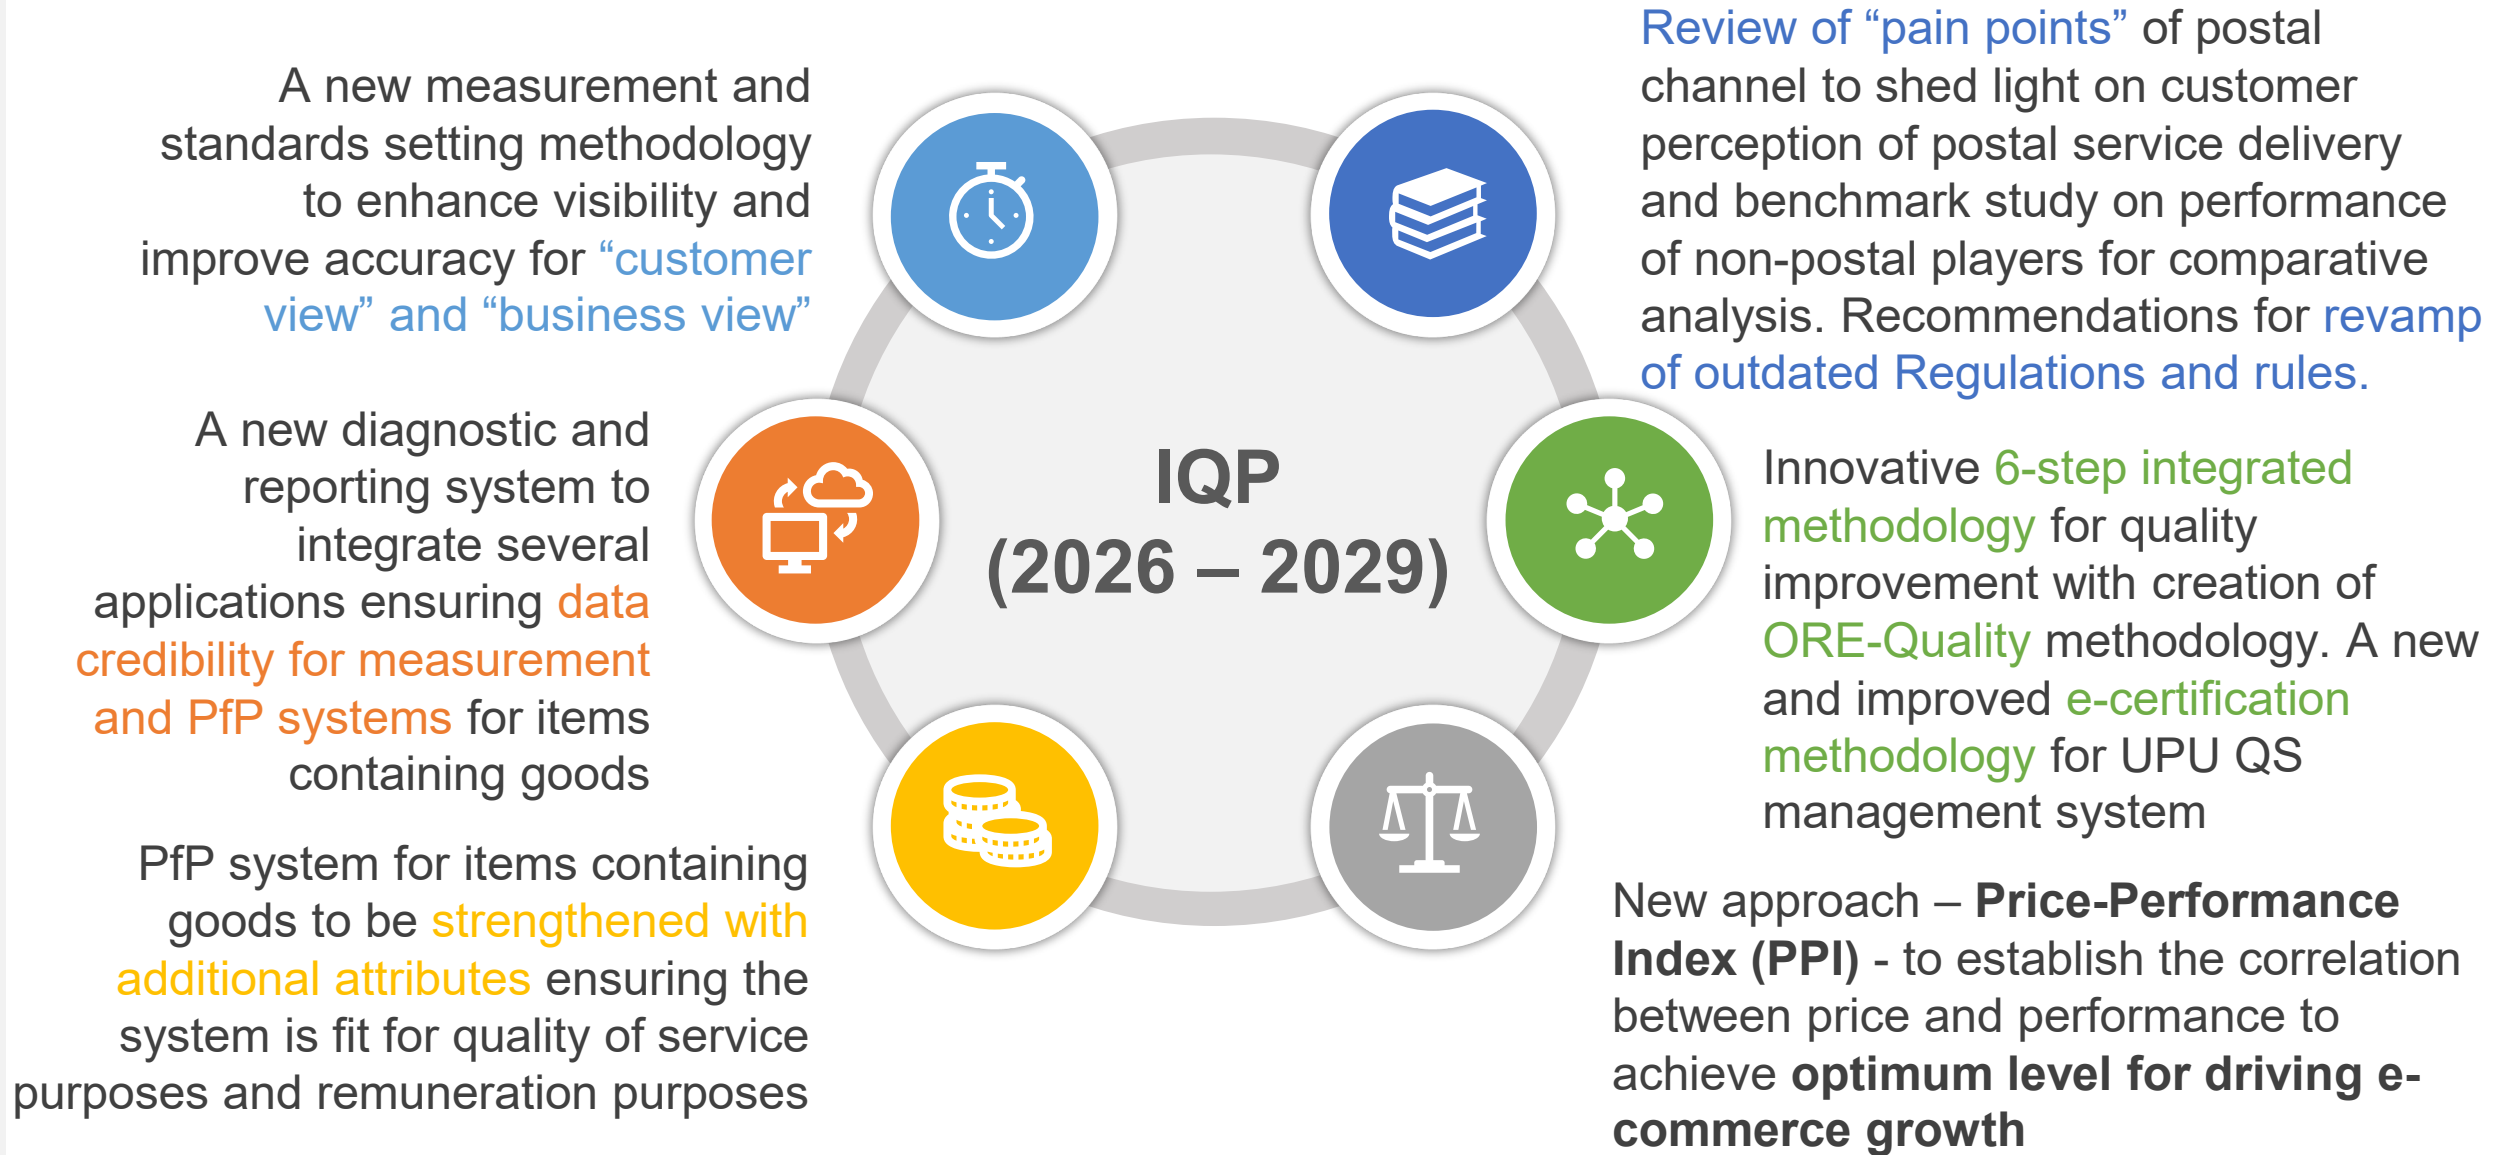 A new measurement and
standards setting methodology
to enhance visibility and
improve accuracy for “customer
view” and “business view”
A new diagnostic and
reporting system to
integrate several
applications ensuring data
credibility for measurement
and PfP systems for items
containing goods
PfP system for items containing
goods to be strengthened with
additional attributes ensuring the
system is fit for quality of service
purposes and remuneration purposes
IQP
(2026 – 2029)
Review of “pain points” of postal
channel to shed light on customer
perception of postal service delivery
and benchmark study on performance
of non-postal players for comparative
analysis. Recommendations for revamp
of outdated Regulations and rules.
Innovative 6-step integrated
methodology for quality
improvement with creation of
ORE-Quality methodology. A new
and improved e-certification
methodology for UPU QS
management system
New approach – Price-Performance
Index (PPI) - to establish the correlation
between price and performance to
achieve optimum level for driving e-
commerce growth